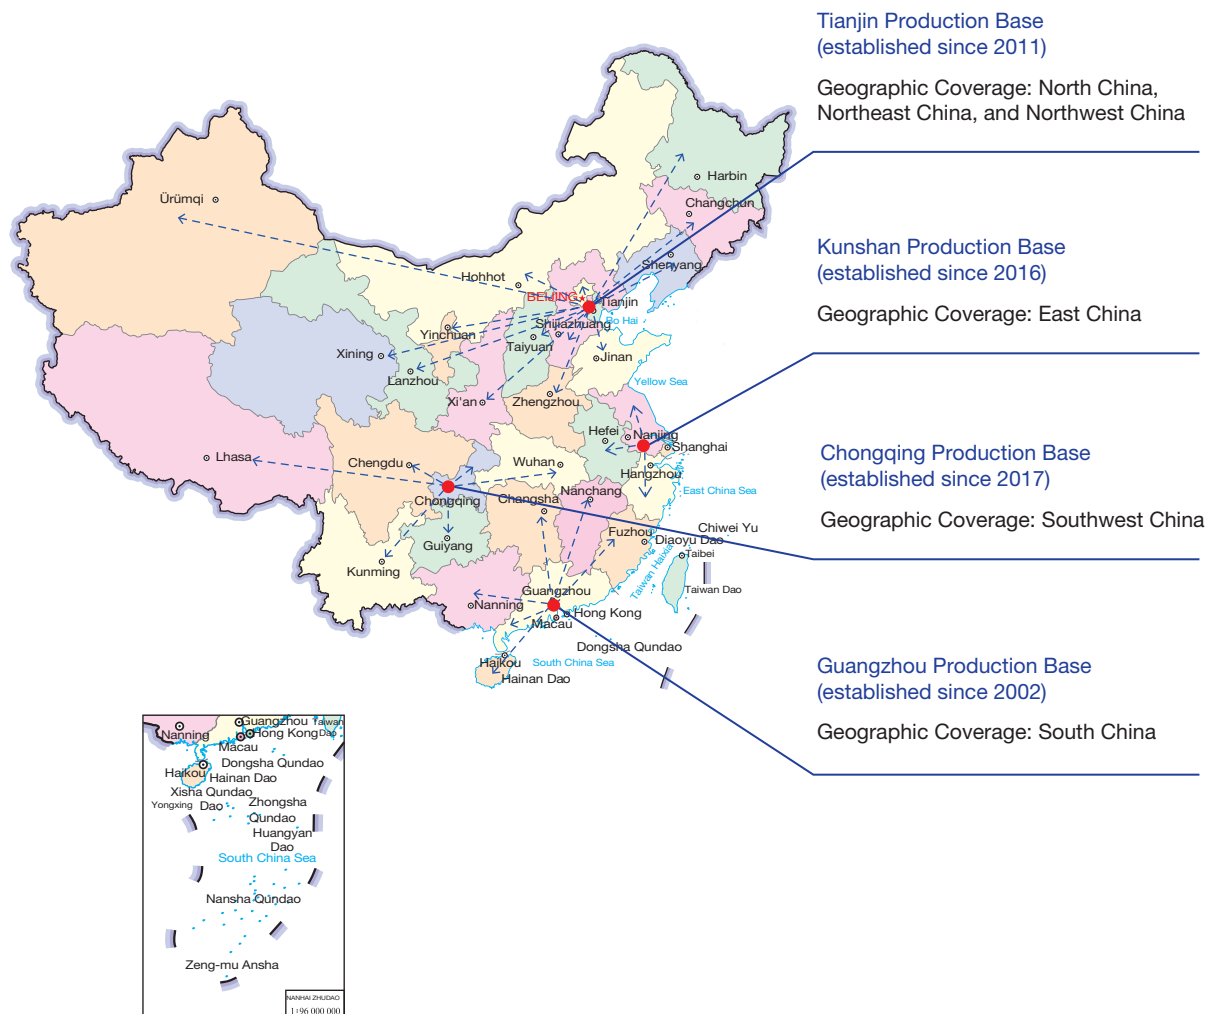 Tianjin Production Base
(established since 2011)
Geographic Coverage: North China,
Northeast China, and Northwest China
Kunshan Production Base
(established since 2016)
Geographic Coverage: East China
Chongqing Production Base
(established since 2017)
Geographic Coverage: Southwest China
Guangzhou Production Base
(established since 2002)
Geographic Coverage: South China
Harbin
Ürümqi
Changchun
Shenyang
Hohhot
BEIJING
Tianjin
Bo Hai
Shijiazhuang
Yinchuan
Taiyuan
Xining
Jinan
Lanzhou
Yellow Sea
Xi'an
Zhengzhou
Hefei
Nanjing
Shanghai
Lhasa
Chengdu
Wuhan
Hangzhou
Nanchang
East China Sea
Chongqing
Changsha
Chiwei Yu
Fuzhou
Diaoyu Dao
Guiyang
Taibei
Kunming
Taiwan Haixia
Taiwan Dao
Guangzhou
Nanning
Hong Kong
Macau
Dongsha Qundao
Haikou
South China Sea
Hainan Dao
Guangzhou
Taiwan
Dao
Nanning
Hong Kong
Macau
Dongsha Qundao
Haikou
Hainan Dao
Xisha Qundao
Yongxing
Dao
Zhongsha
Qundao
Huangyan
Dao
South China Sea
Nansha Qundao
Zeng-mu Ansha
NANHAI ZHUDAO
1:96 000 000